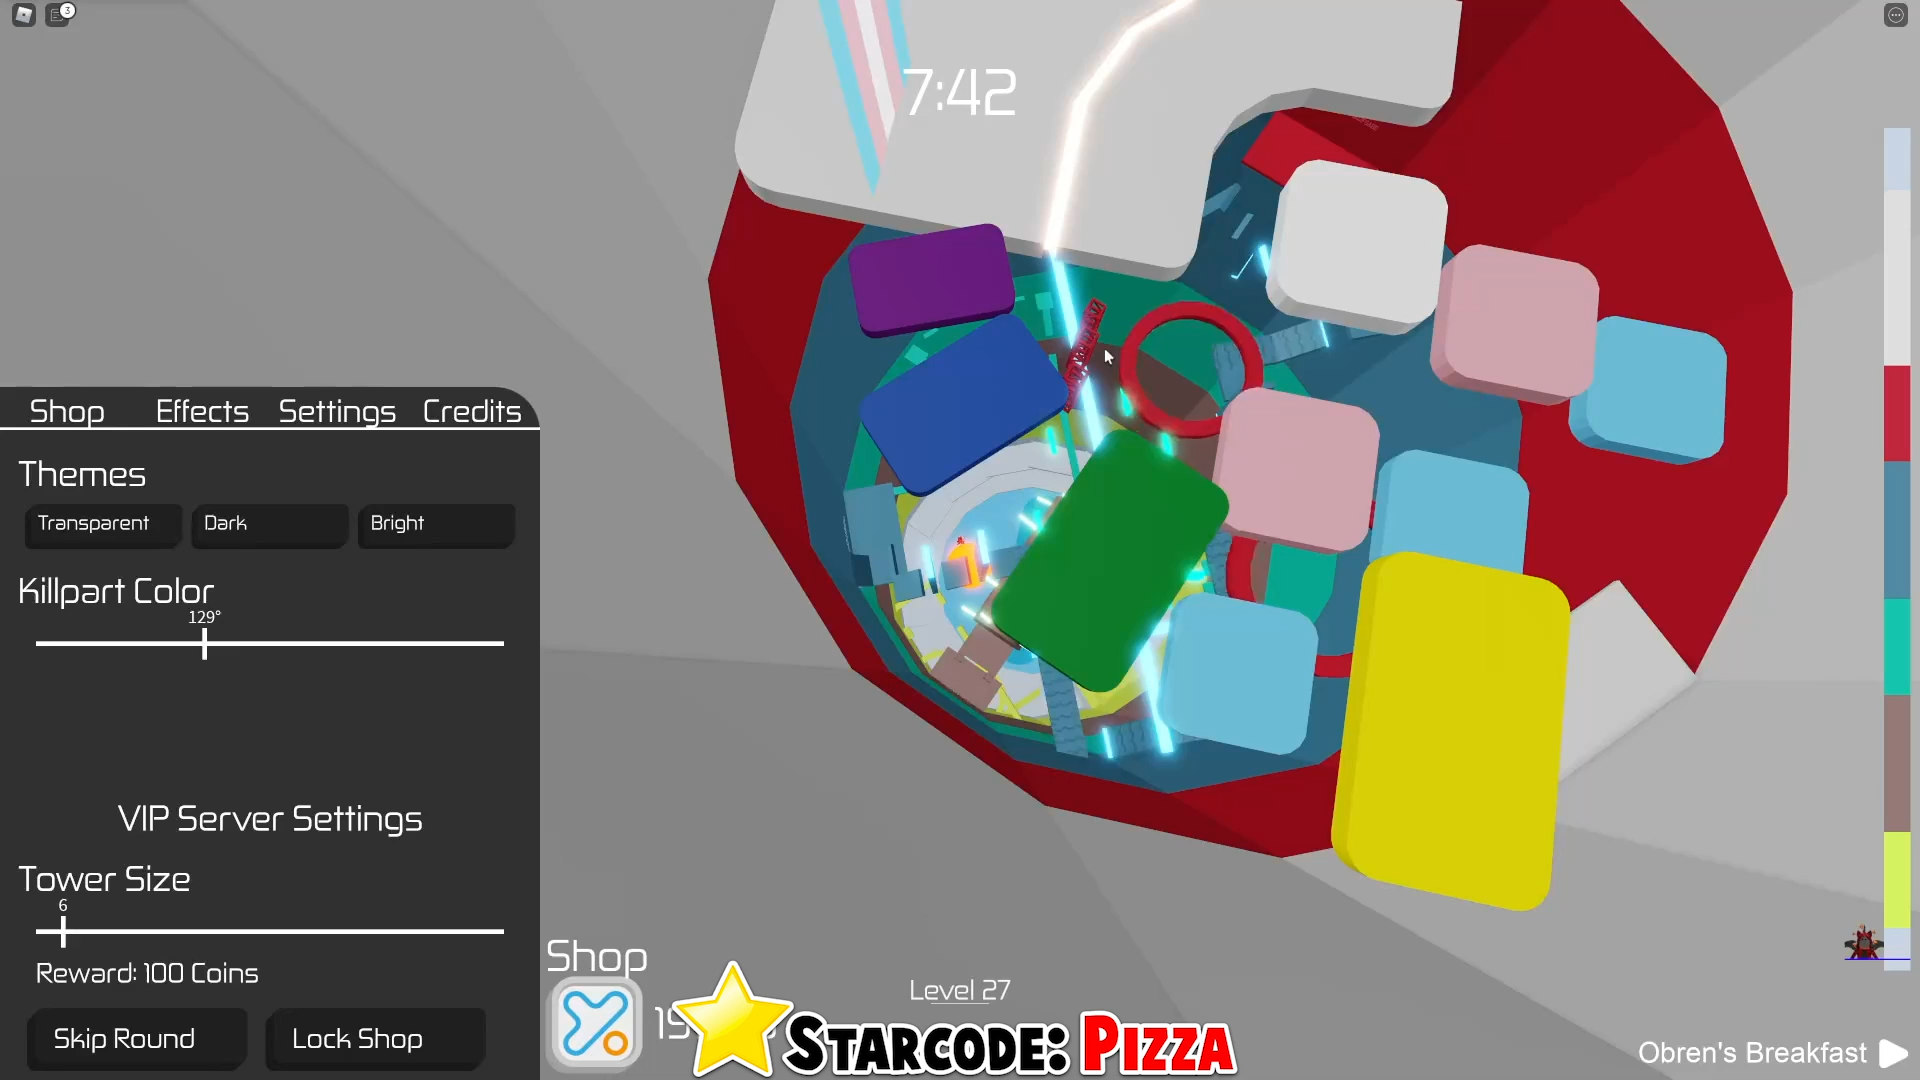 3
7:42
Shop Effects Settings Credits
Themes
Transparent Dark Bright
Killpart Color
129°
VIP Server Settings
Tower Size
6
Reward: 100 Coins
Skip Round Lock Shop
Shop
Level 27
STARCODE: PIZZA
Obren's Breakfast